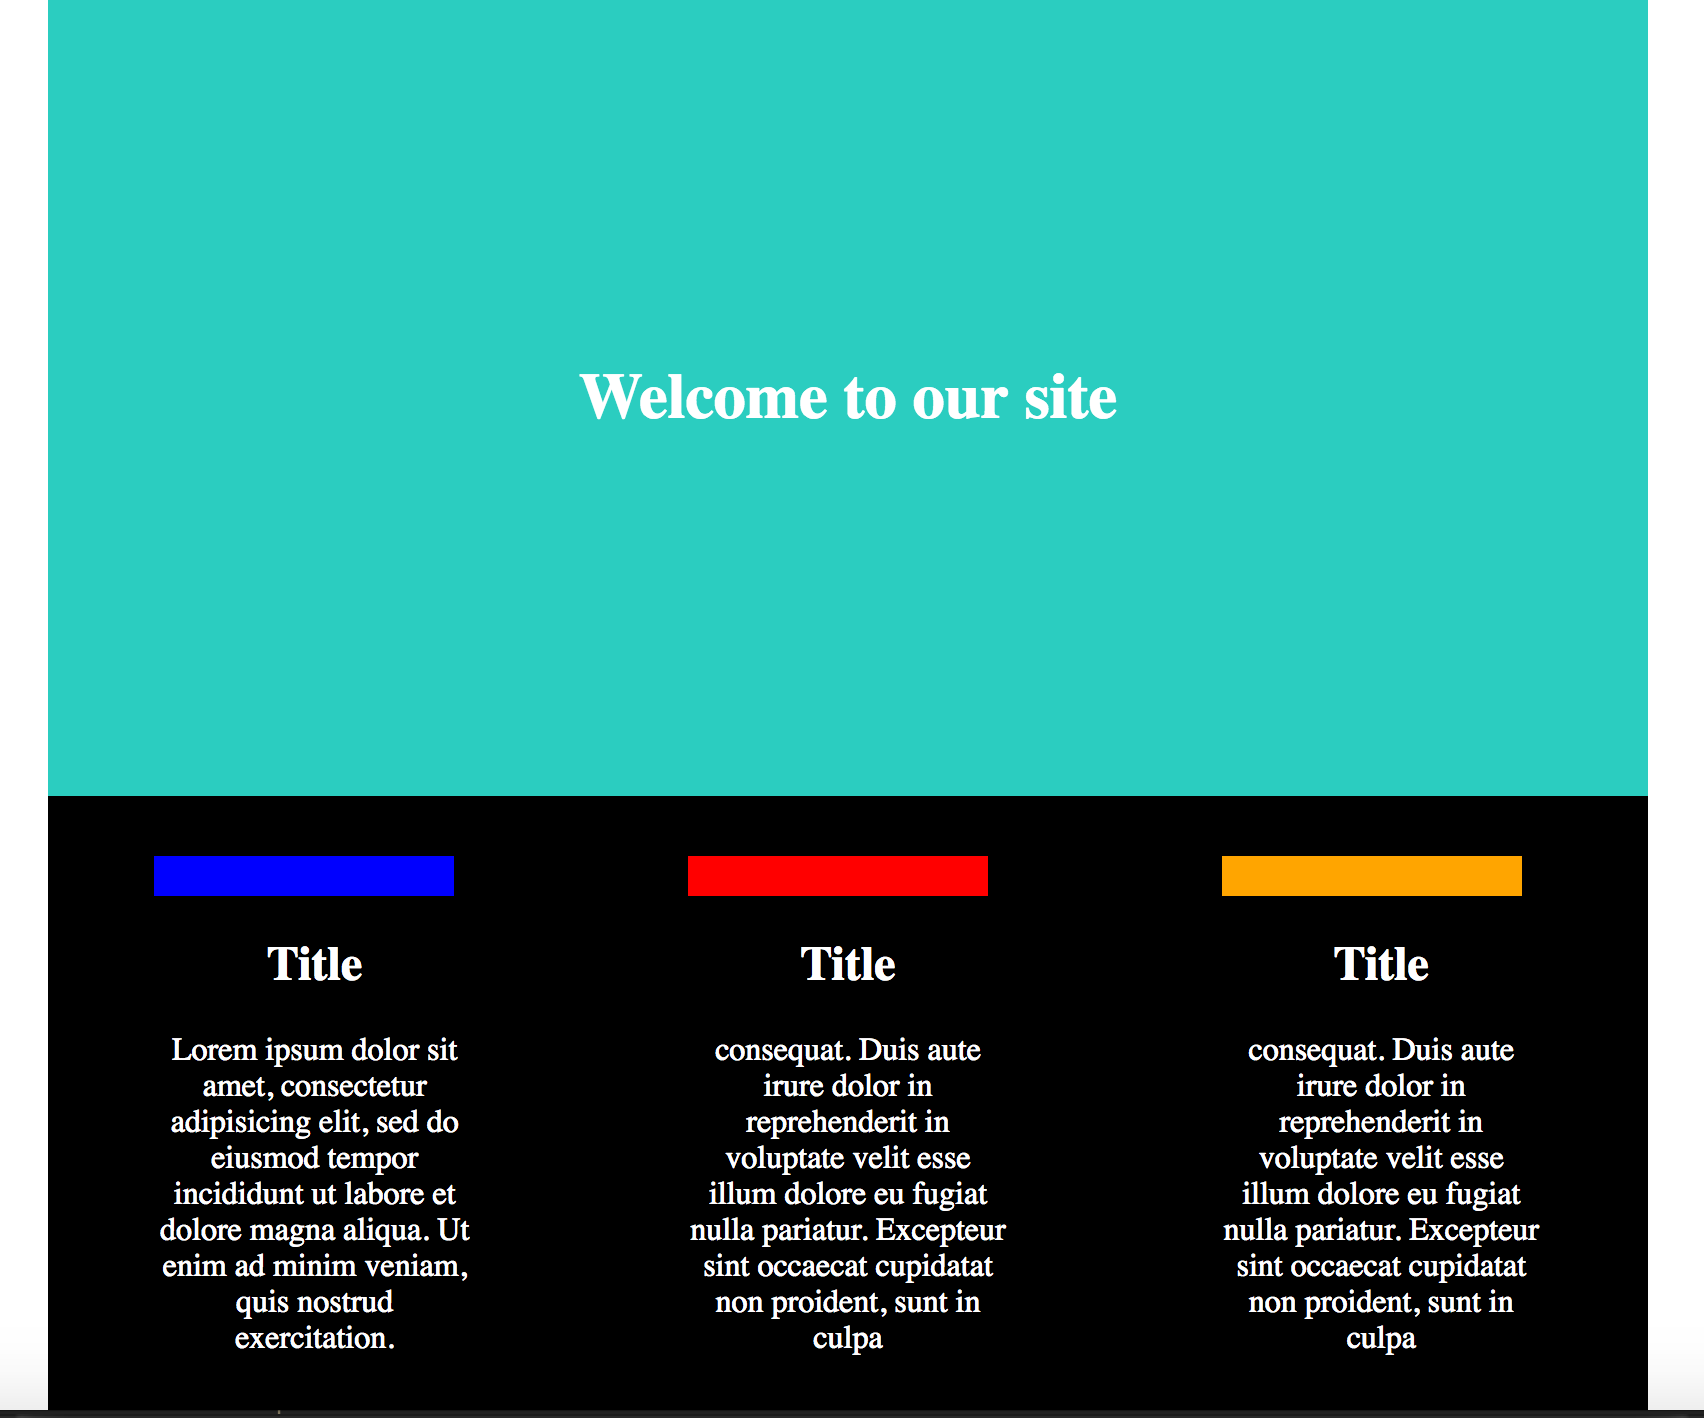 Welcome to our site
Title
Lorem ipsum dolor sit
amet, consectetur
adipisicing elit, sed do
eiusmod tempor
incididunt ut labore et
dolore magna aliqua. Ut
enim ad minim veniam,
quis nostrud
exercitation.
Title
consequat. Duis aute
irure dolor in
reprehenderit in
voluptate velit esse
illum dolore eu fugiat
nulla pariatur. Excepteur
sint occaecat cupidatat
non proident, sunt in
culpa
Title
consequat. Duis aute
irure dolor in
reprehenderit in
voluptate velit esse
illum dolore eu fugiat
nulla pariatur. Excepteur
sint occaecat cupidatat
non proident, sunt in
culpa